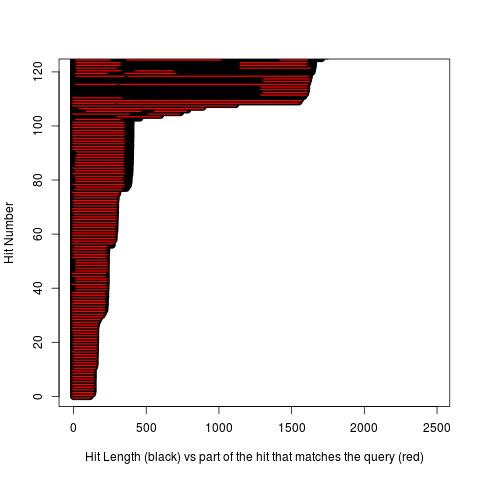 120
100
80
60
40
20
0
Hit Number
0 500 1000 1500 2000 2500
Hit Length (black) vs part of the hit that matches the query (red)